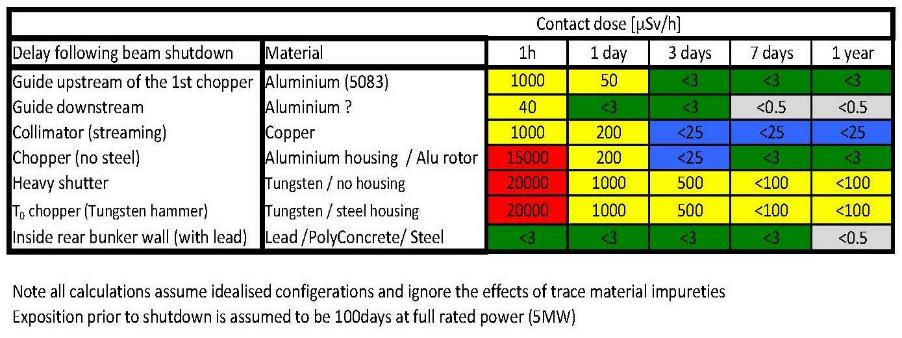 Contact dose [µSv/h]
Delay following beam shutdown Material 1h 1 day 3 days 7 days 1 year
Guide upstream of the 1st chopper Aluminium (5083) 1000 50 <3 <3 <3
Guide downstream Aluminium ? 40 <3 <3 <0.5 <0.5
Collimator (streaming) Copper 1000 200 <25 <25 <25
Chopper (no steel) Aluminium housing / Alu rotor 15000 200 <25 <3 <3
Heavy shutter Tungsten / no housing 20000 1000 500 <100 <100
T₀ chopper (Tungsten hammer) Tungsten / steel housing 20000 1000 500 <100 <100
Inside rear bunker wall (with lead) Lead /PolyConcrete/ Steel <3 <3 <3 <3 <0.5
Note all calculations assume idealised configerations and ignore the effects of trace material impureties
Exposition prior to shutdown is assumed to be 100days at full rated power (5MW)